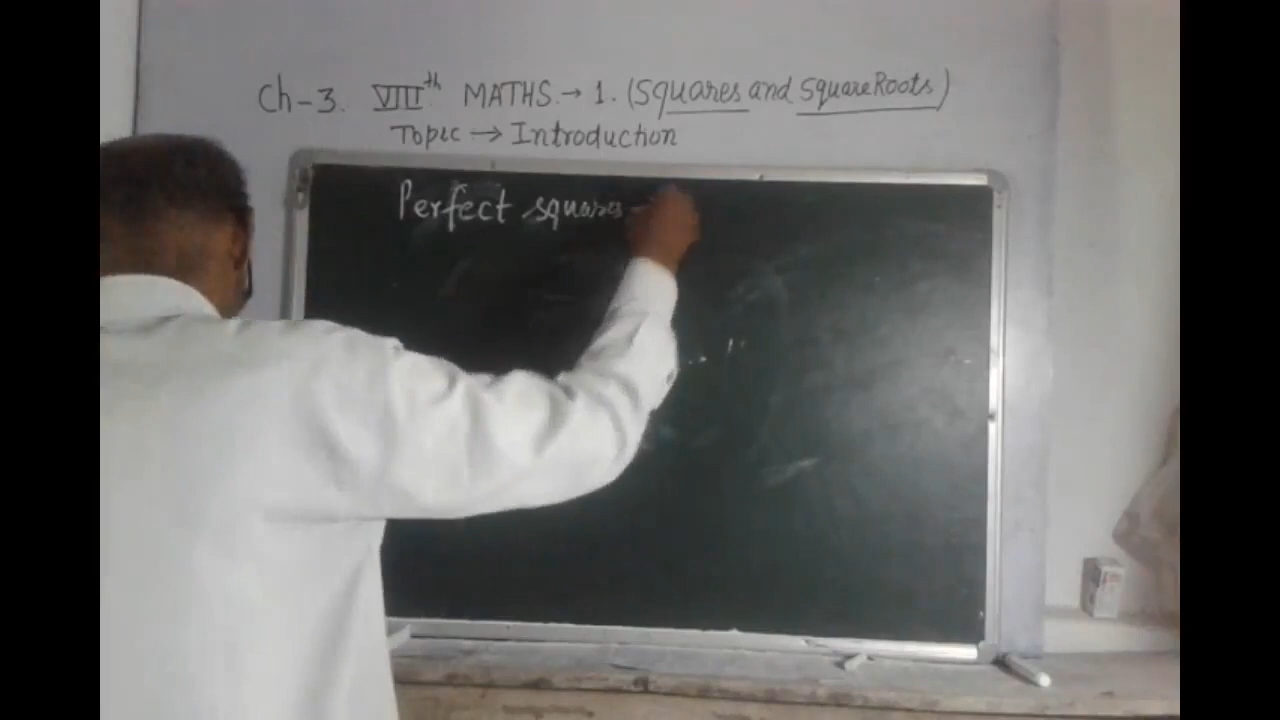 Ch-3. VIIIth MATHS.→ 1. (Squares and Square Roots)
Topic → Introduction
Perfect squares -